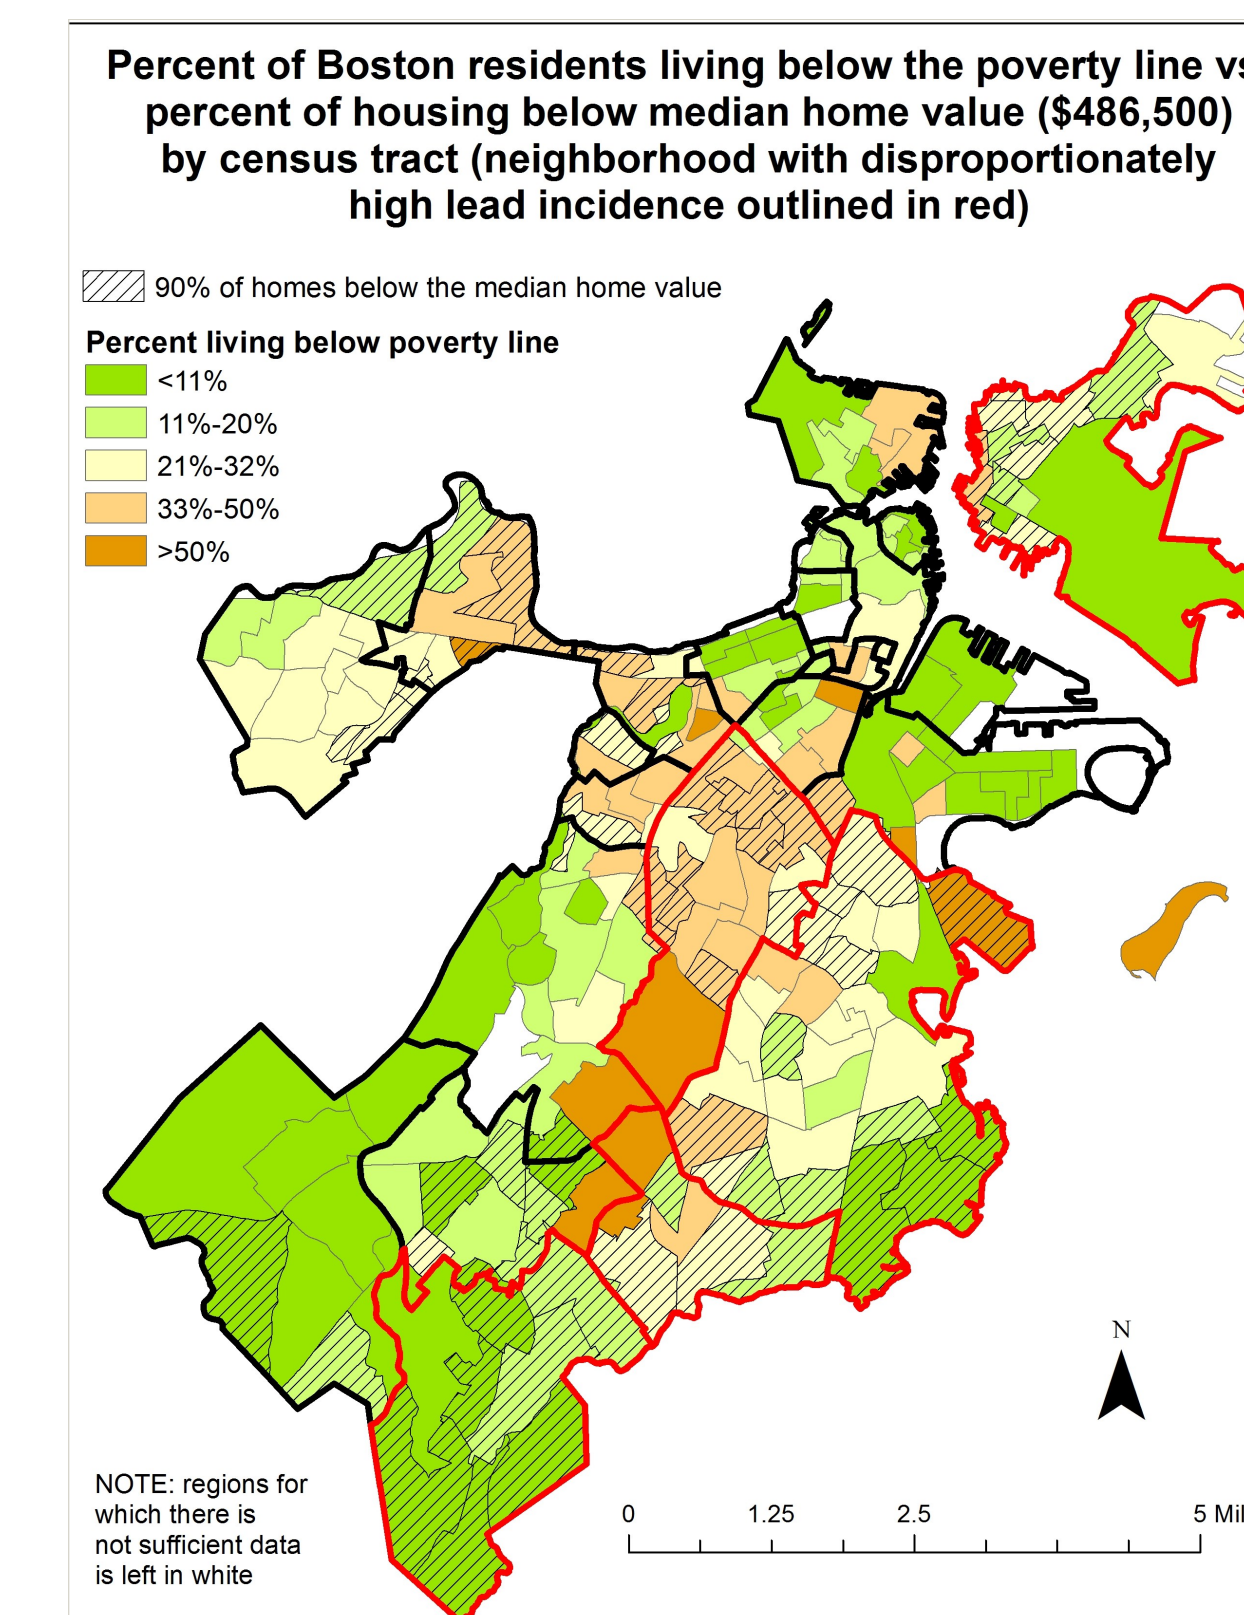 Percent of Boston residents living below the poverty line vs
percent of housing below median home value ($486,500)
by census tract (neighborhood with disproportionately
high lead incidence outlined in red)
90% of homes below the median home value
Percent living below poverty line
<11%
11%-20%
21%-32%
33%-50%
>50%
N
NOTE: regions for
which there is
not sufficient data
is left in white
0 1.25 2.5 5 Mil